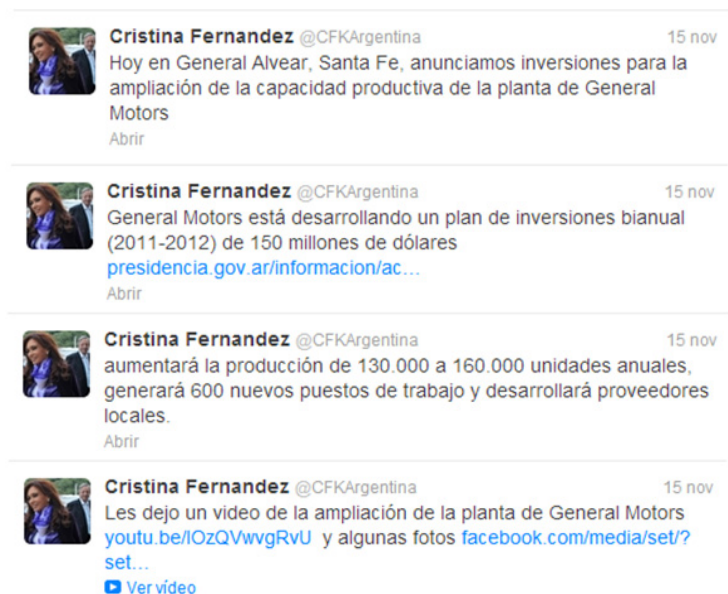 Cristina Fernandez @CFKArgentina 15 nov
Hoy en General Alvear, Santa Fe, anunciamos inversiones para la
ampliación de la capacidad productiva de la planta de General
Motors
Abrir
Cristina Fernandez @CFKArgentina 15 nov
General Motors está desarrollando un plan de inversiones bianual
(2011-2012) de 150 millones de dólares
presidencia.gov.ar/informacion/ac...
Abrir
Cristina Fernandez @CFKArgentina 15 nov
aumentará la producción de 130.000 a 160.000 unidades anuales,
generará 600 nuevos puestos de trabajo y desarrollará proveedores
locales.
Abrir
Cristina Fernandez @CFKArgentina 15 nov
Les dejo un video de la ampliación de la planta de General Motors
youtu.be/lOzQVwvgRvU y algunas fotos facebook.com/media/set/?
set...
Ver vídeo